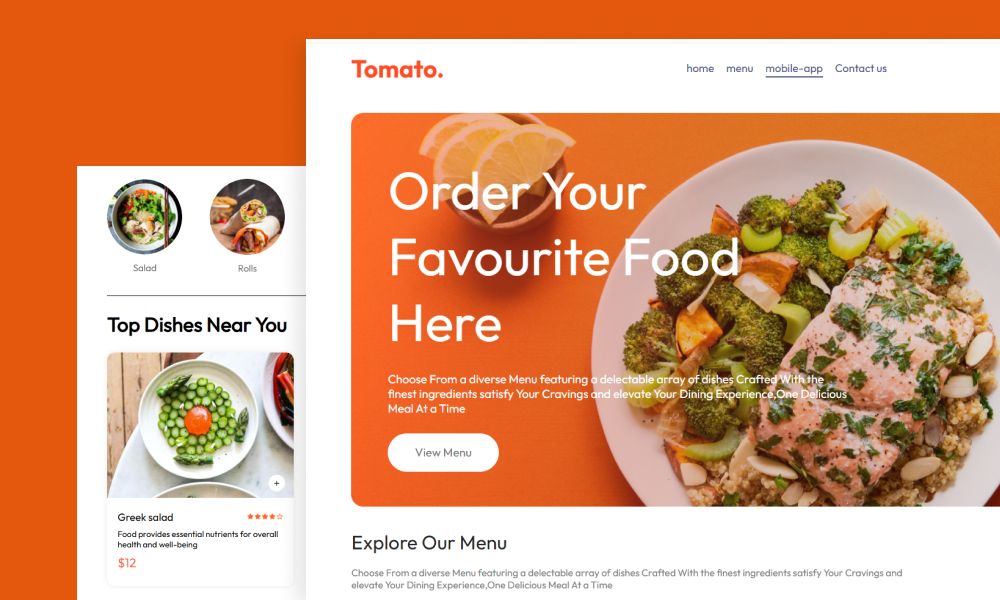 Tomato.
home menu mobile-app Contact us
Order Your
Favourite Food
Here
Choose From a diverse Menu featuring a delectable array of dishes Crafted With the
finest ingredients satisfy Your Cravings and elevate Your Dining Experience,One Delicious
Meal At a Time
View Menu
Explore Our Menu
Choose From a diverse Menu featuring a delectable array of dishes Crafted With the finest ingredients satisfy Your Cravings and
elevate Your Dining Experience,One Delicious Meal At a Time
Salad Rolls
Top Dishes Near You
+
Greek salad
Food provides essential nutrients for overall
health and well-being
$12